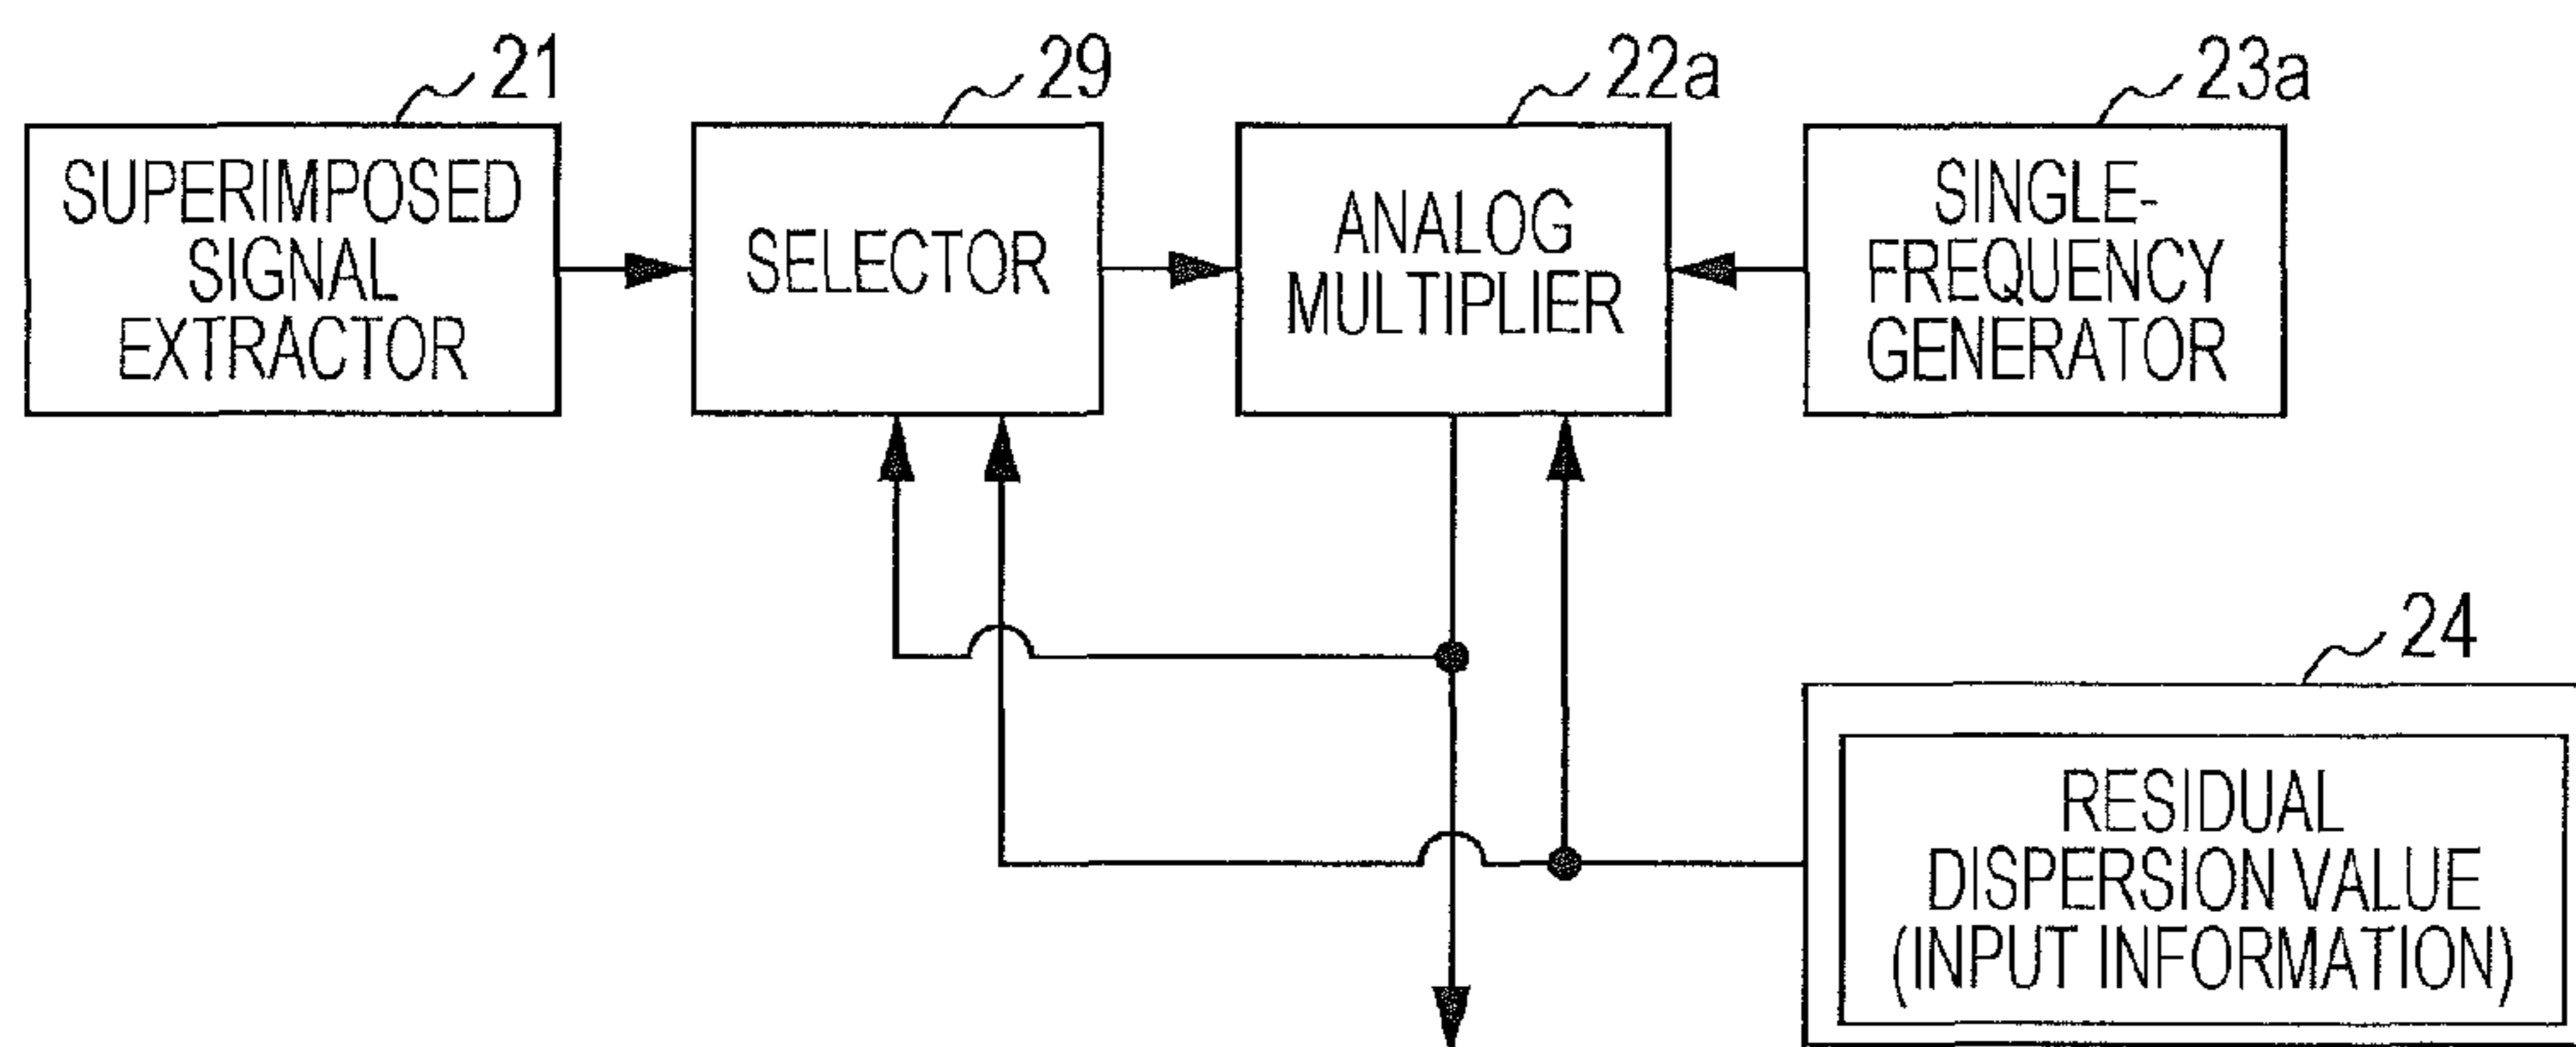 21
29
22a
23a
SUPERIMPOSED
SIGNAL
EXTRACTOR
SELECTOR
ANALOG
MULTIPLIER
SINGLE-
FREQUENCY
GENERATOR
24
RESIDUAL
DISPERSION VALUE
(INPUT INFORMATION)